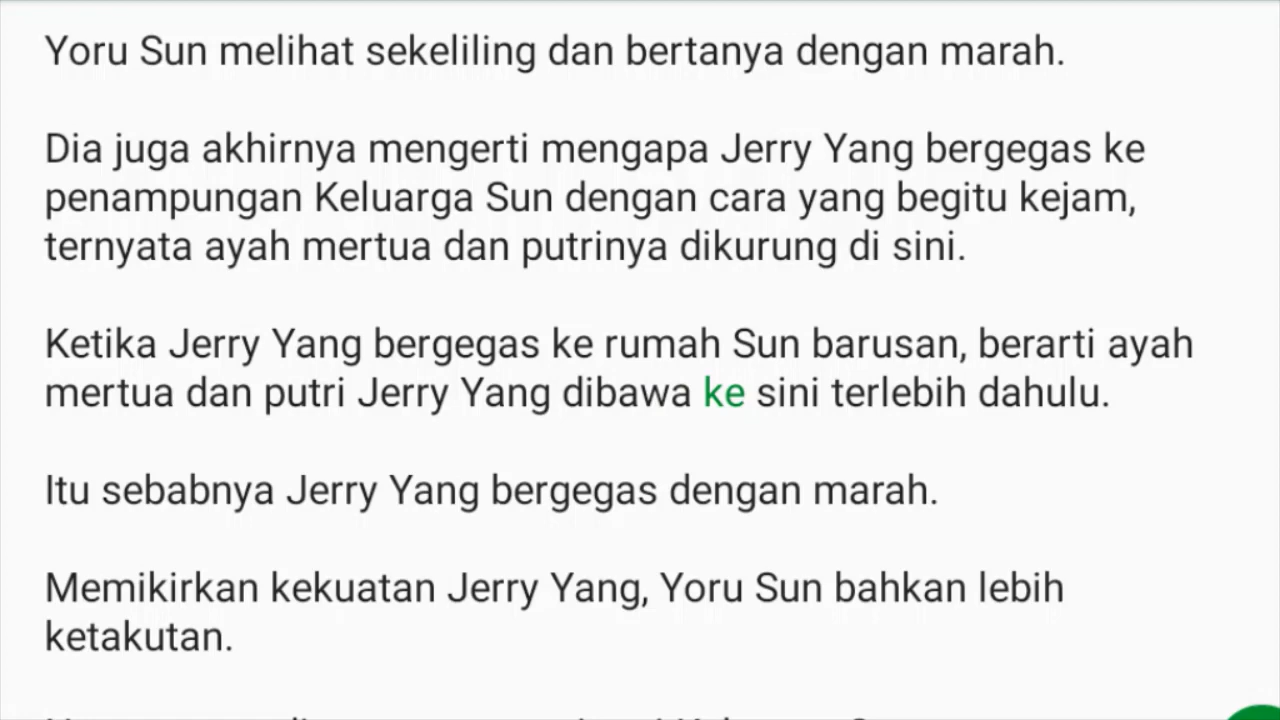 Yoru Sun melihat sekeliling dan bertanya dengan marah.
Dia juga akhirnya mengerti mengapa Jerry Yang bergegas ke
penampungan Keluarga Sun dengan cara yang begitu kejam,
ternyata ayah mertua dan putrinya dikurung di sini.
Ketika Jerry Yang bergegas ke rumah Sun barusan, berarti ayah
mertua dan putri Jerry Yang dibawa ke sini terlebih dahulu.
Itu sebabnya Jerry Yang bergegas dengan marah.
Memikirkan kekuatan Jerry Yang, Yoru Sun bahkan lebih
ketakutan.